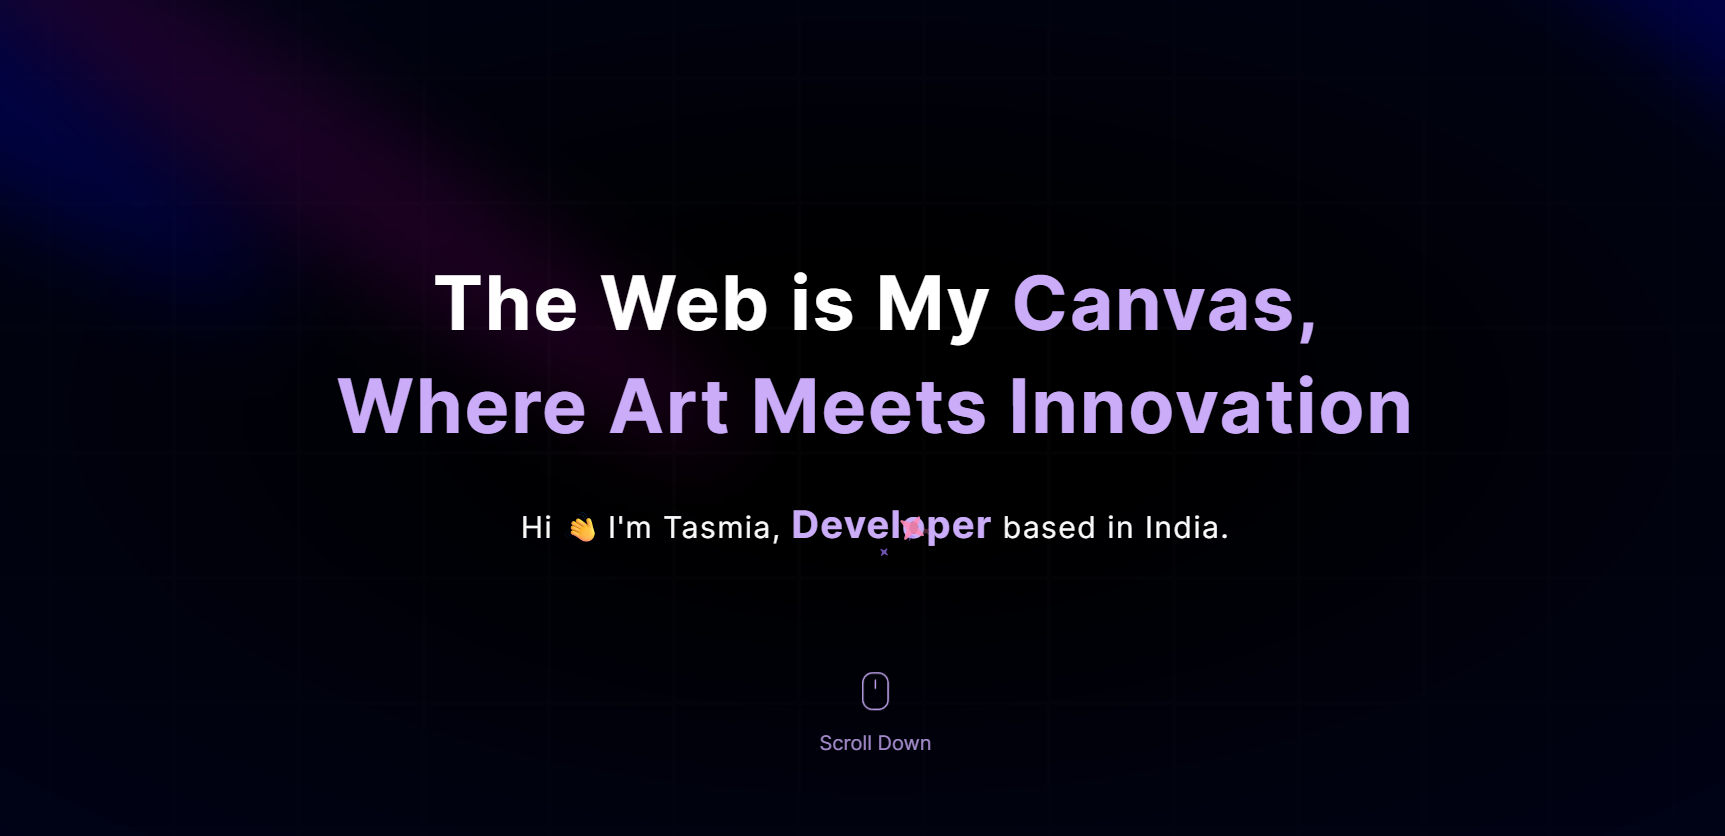 The Web is My Canvas,
Where Art Meets Innovation
Hi 👋 I'm Tasmia, Developer based in India.
Scroll Down